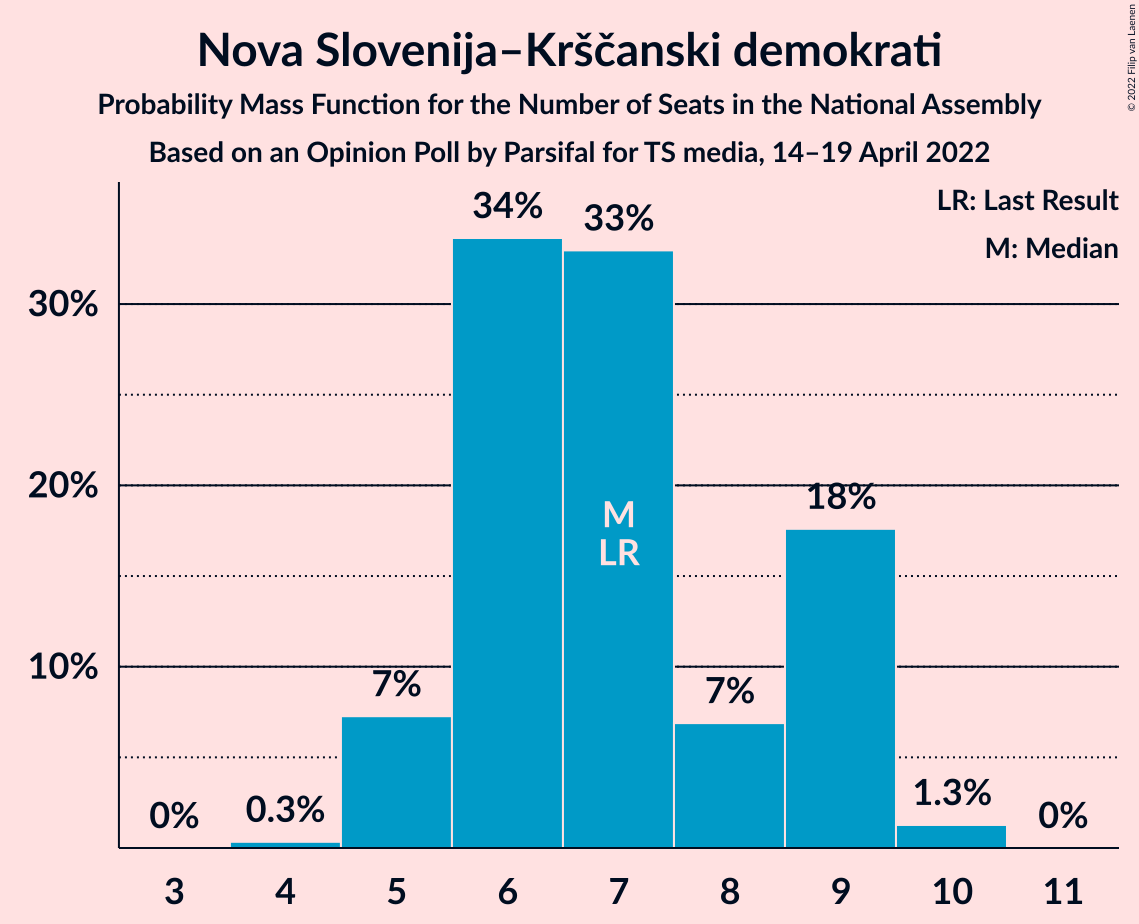 Nova Slovenija–Krščanski demokrati
Probability Mass Function for the Number of Seats in the National Assembly
Based on an Opinion Poll by Parsifal for TS media, 14–19 April 2022
© 2022 Filip van Laenen
LR: Last Result
M: Median
34%
33%
30%
20%
18%
M
LR
10%
7%
7%
0%
0.3%
1.3%
0%
3 4 5 6 7 8 9 10 11